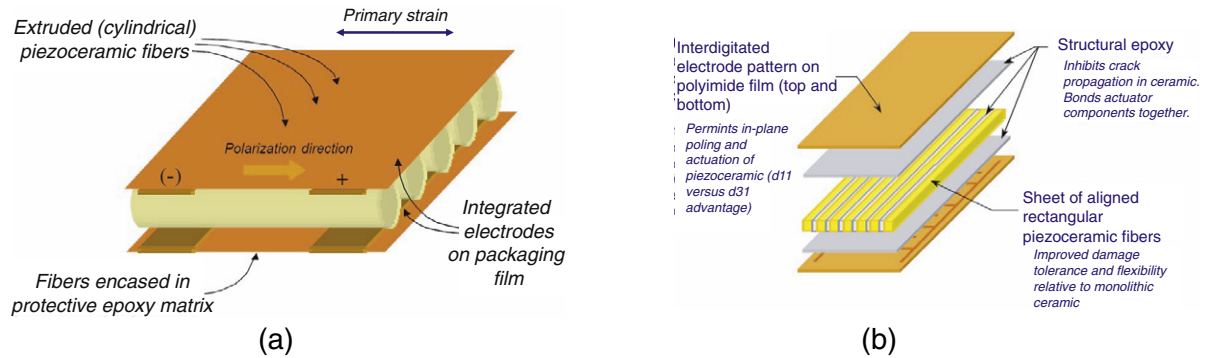 Extruded (cylindrical)
piezoceramic fibers
Primary strain
Polarization direction
(-)
+
Integrated
electrodes
on packaging
film
Fibers encased in
protective epoxy matrix
(a)
Interdigitated
electrode pattern on
polyimide film (top and
bottom)
Permints in-plane
poling and
actuation of
piezoceramic (d11
versus d31
advantage)
Structural epoxy
Inhibits crack
propagation in ceramic.
Bonds actuator
components together.
Sheet of aligned
rectangular
piezoceramic fibers
Improved damage
tolerance and flexibility
relative to monolithic
ceramic
(b)